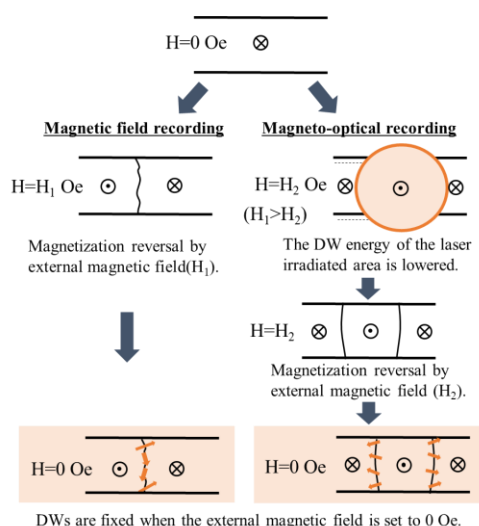 H=0 Oe ⊗
Magnetic field recording
H=H₁ Oe ⊙ ⊗
Magnetization reversal by
external magnetic field(H₁).
H=0 Oe ⊙ ⊗
Magneto-optical recording
H=H₂ Oe ⊗ ⊙ ⊗
(H₁>H₂)
The DW energy of the laser
irradiated area is lowered.
H=H₂ ⊗ ⊙ ⊗
Magnetization reversal by
external magnetic field (H₂).
H=0 Oe ⊗ ⊙ ⊗
DWs are fixed when the external magnetic field is set to 0 Oe.